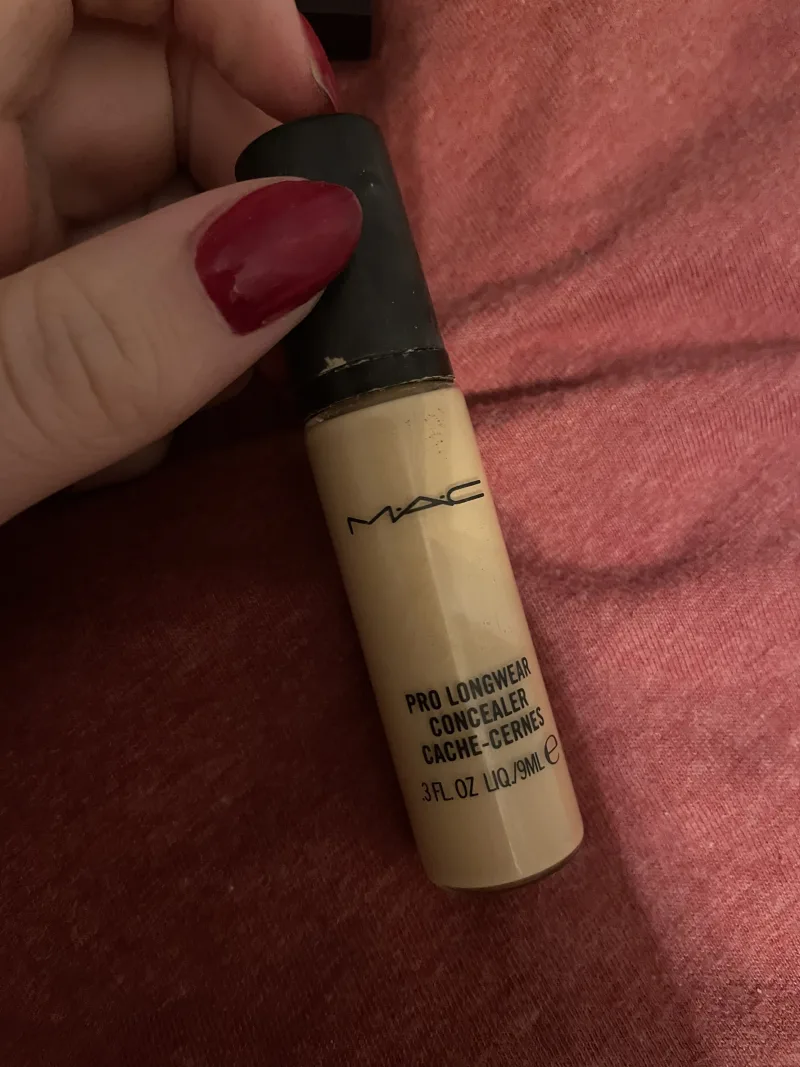 M·A·C
PRO LONGWEAR
CONCEALER
CACHE-CERNES
.3 FL. OZ LIQ./9ML ℮